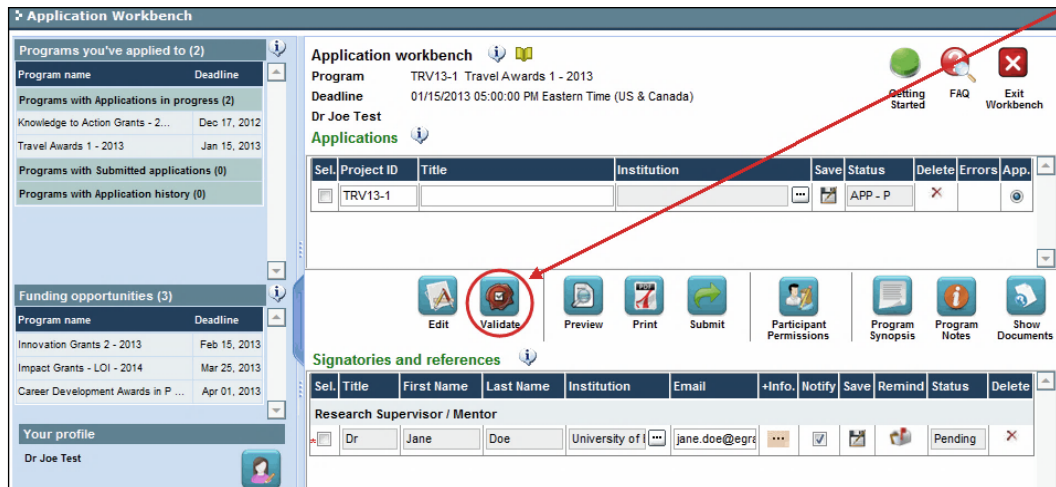 Application Workbench
Programs you've applied to (2)
Program name Deadline
Programs with Applications in progress (2)
Knowledge to Action Grants - 2... Dec 17, 2012
Travel Awards 1 - 2013 Jan 15, 2013
Programs with Submitted applications (0)
Programs with Application history (0)
Funding opportunities (3)
Program name Deadline
Innovation Grants 2 - 2013 Feb 15, 2013
Impact Grants - LOI - 2014 Mar 25, 2013
Career Development Awards in P ... Apr 01, 2013
Your profile
Dr Joe Test
Application workbench
Program TRV13-1 Travel Awards 1 - 2013
Deadline 01/15/2013 05:00:00 PM Eastern Time (US & Canada)
Dr Joe Test
Applications
Getting Started FAQ Exit Workbench
Sel. Project ID Title Institution Save Status Delete Errors App.
TRV13-1 ... APP - P
Edit Validate Preview Print Submit Participant Permissions Program Synopsis Program Notes Show Documents
Signatories and references
Sel. Title First Name Last Name Institution Email +Info. Notify Save Remind Status Delete
Research Supervisor / Mentor
Dr Jane Doe University of ... jane.doe@egra ... Pending